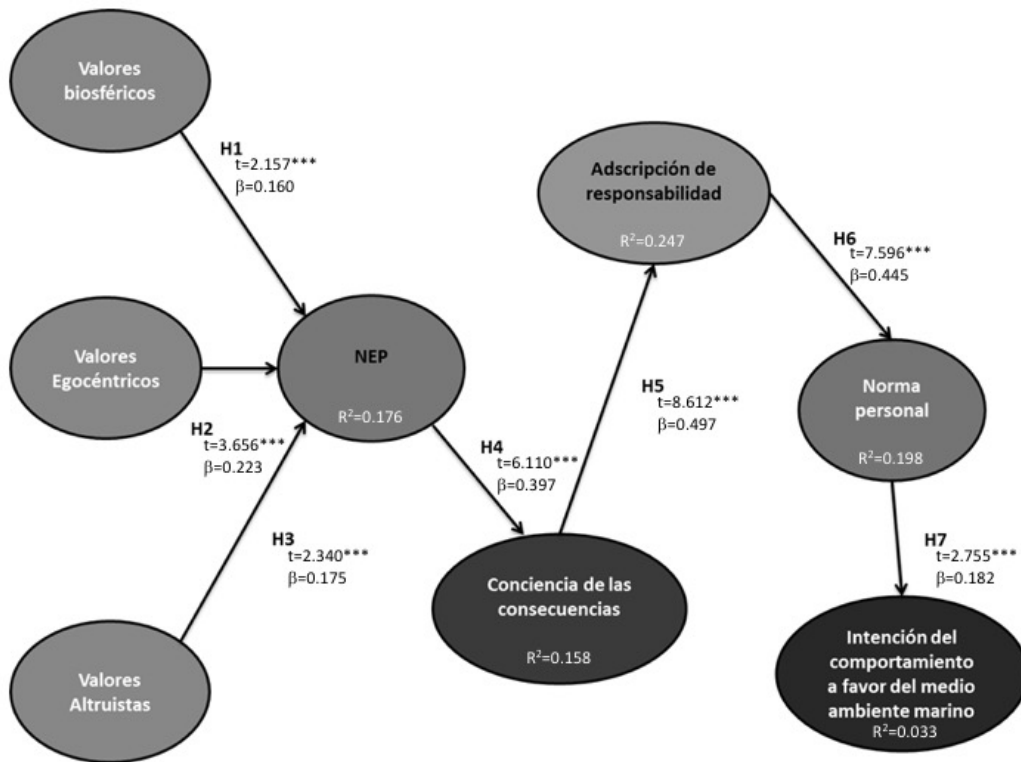 Valores
biosféricos
H1
t=2.157***
β=0.160
Valores
Egocéntricos
NEP
R²=0.176
H2
t=3.656***
β=0.223
H3
t=2.340***
β=0.175
Valores
Altruistas
H4
t=6.110***
β=0.397
Conciencia de las
consecuencias
R²=0.158
H5
t=8.612***
β=0.497
Adscripción de
responsabilidad
R²=0.247
H6
t=7.596***
β=0.445
Norma
personal
R²=0.198
H7
t=2.755***
β=0.182
Intención del
comportamiento
a favor del medio
ambiente marino
R²=0.033